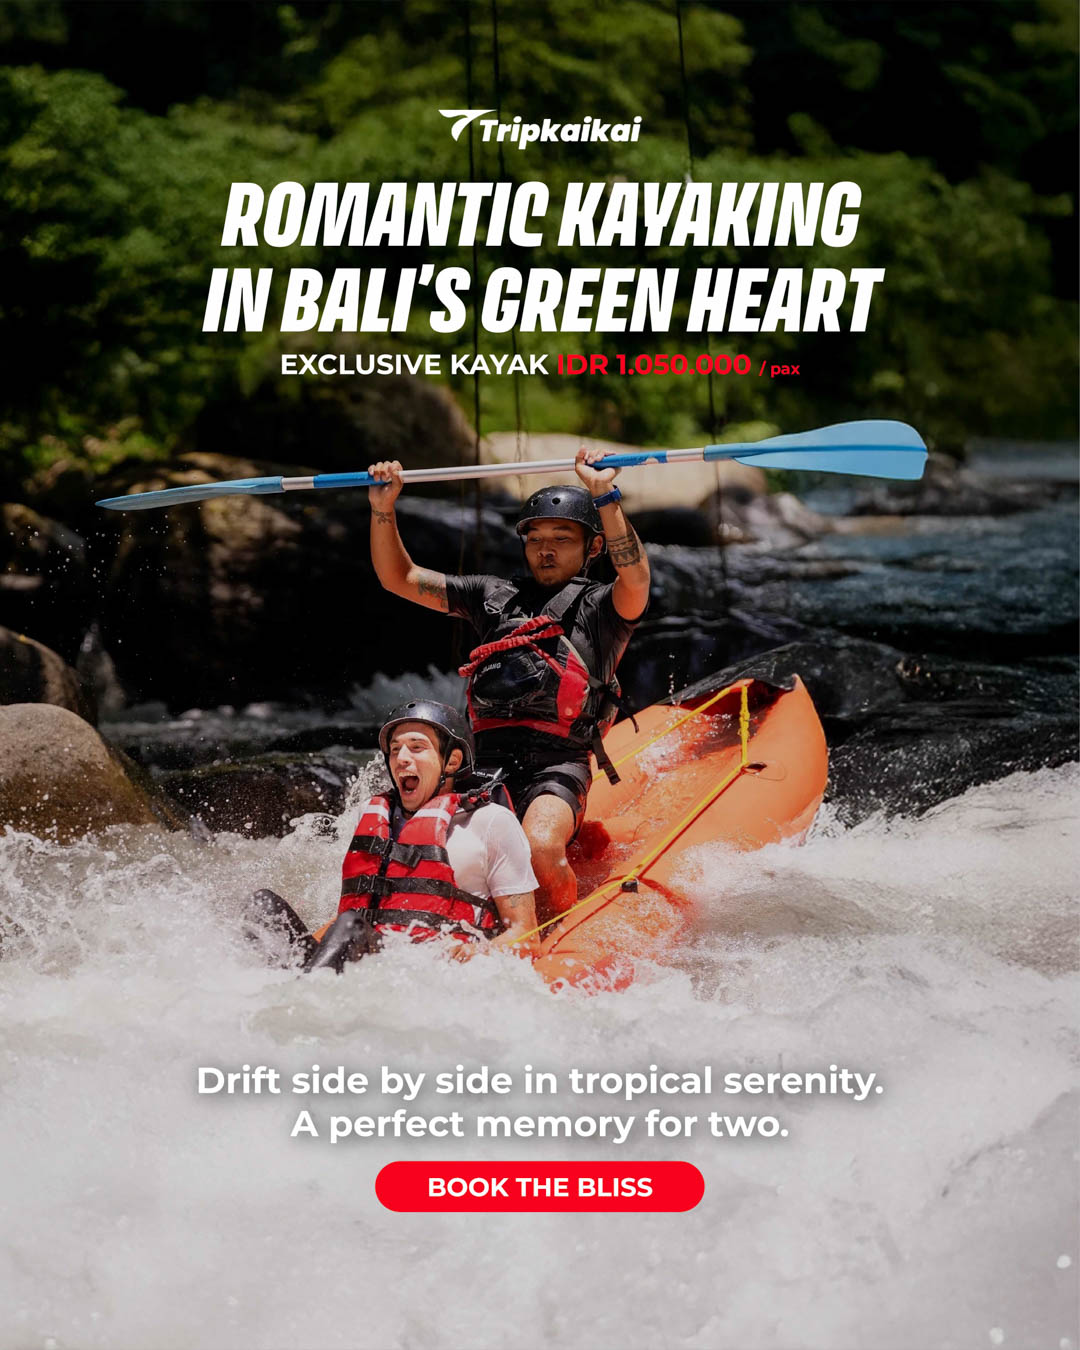 Tripkaikai
ROMANTIC KAYAKING
IN BALI'S GREEN HEART
EXCLUSIVE KAYAK IDR 1.050.000 / pax
Drift side by side in tropical serenity.
A perfect memory for two.
BOOK THE BLISS